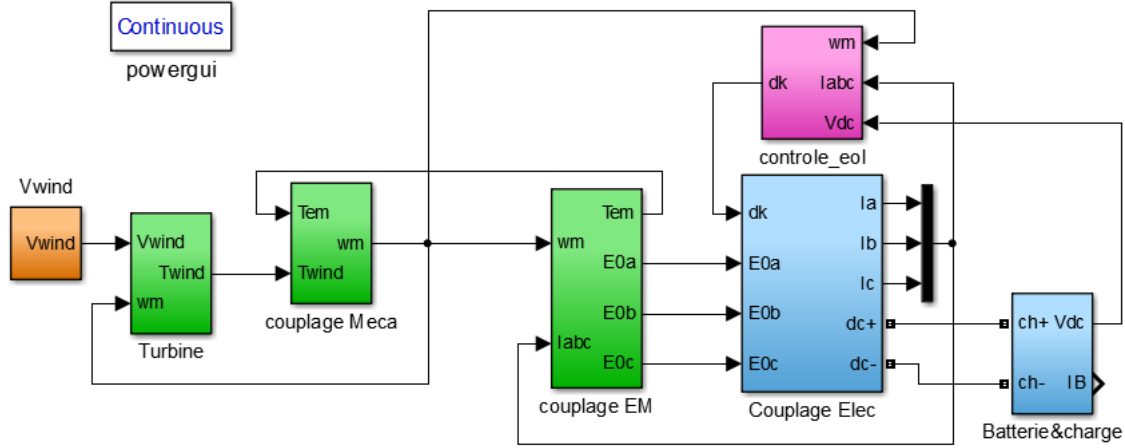 Continuous
powergui
wm
Iabc
Vdc
dk
controle_eol
Vwind
Vwind
Vwind
Twind
wm
Turbine
Tem
wm
Twind
couplage Meca
Tem
wm
E0a
E0b
Iabc
E0c
couplage EM
dk
Ia
E0a
Ib
E0b
Ic
dc+
E0c
dc-
Couplage Elec
ch+
Vdc
ch-
IB
Batterie&charge